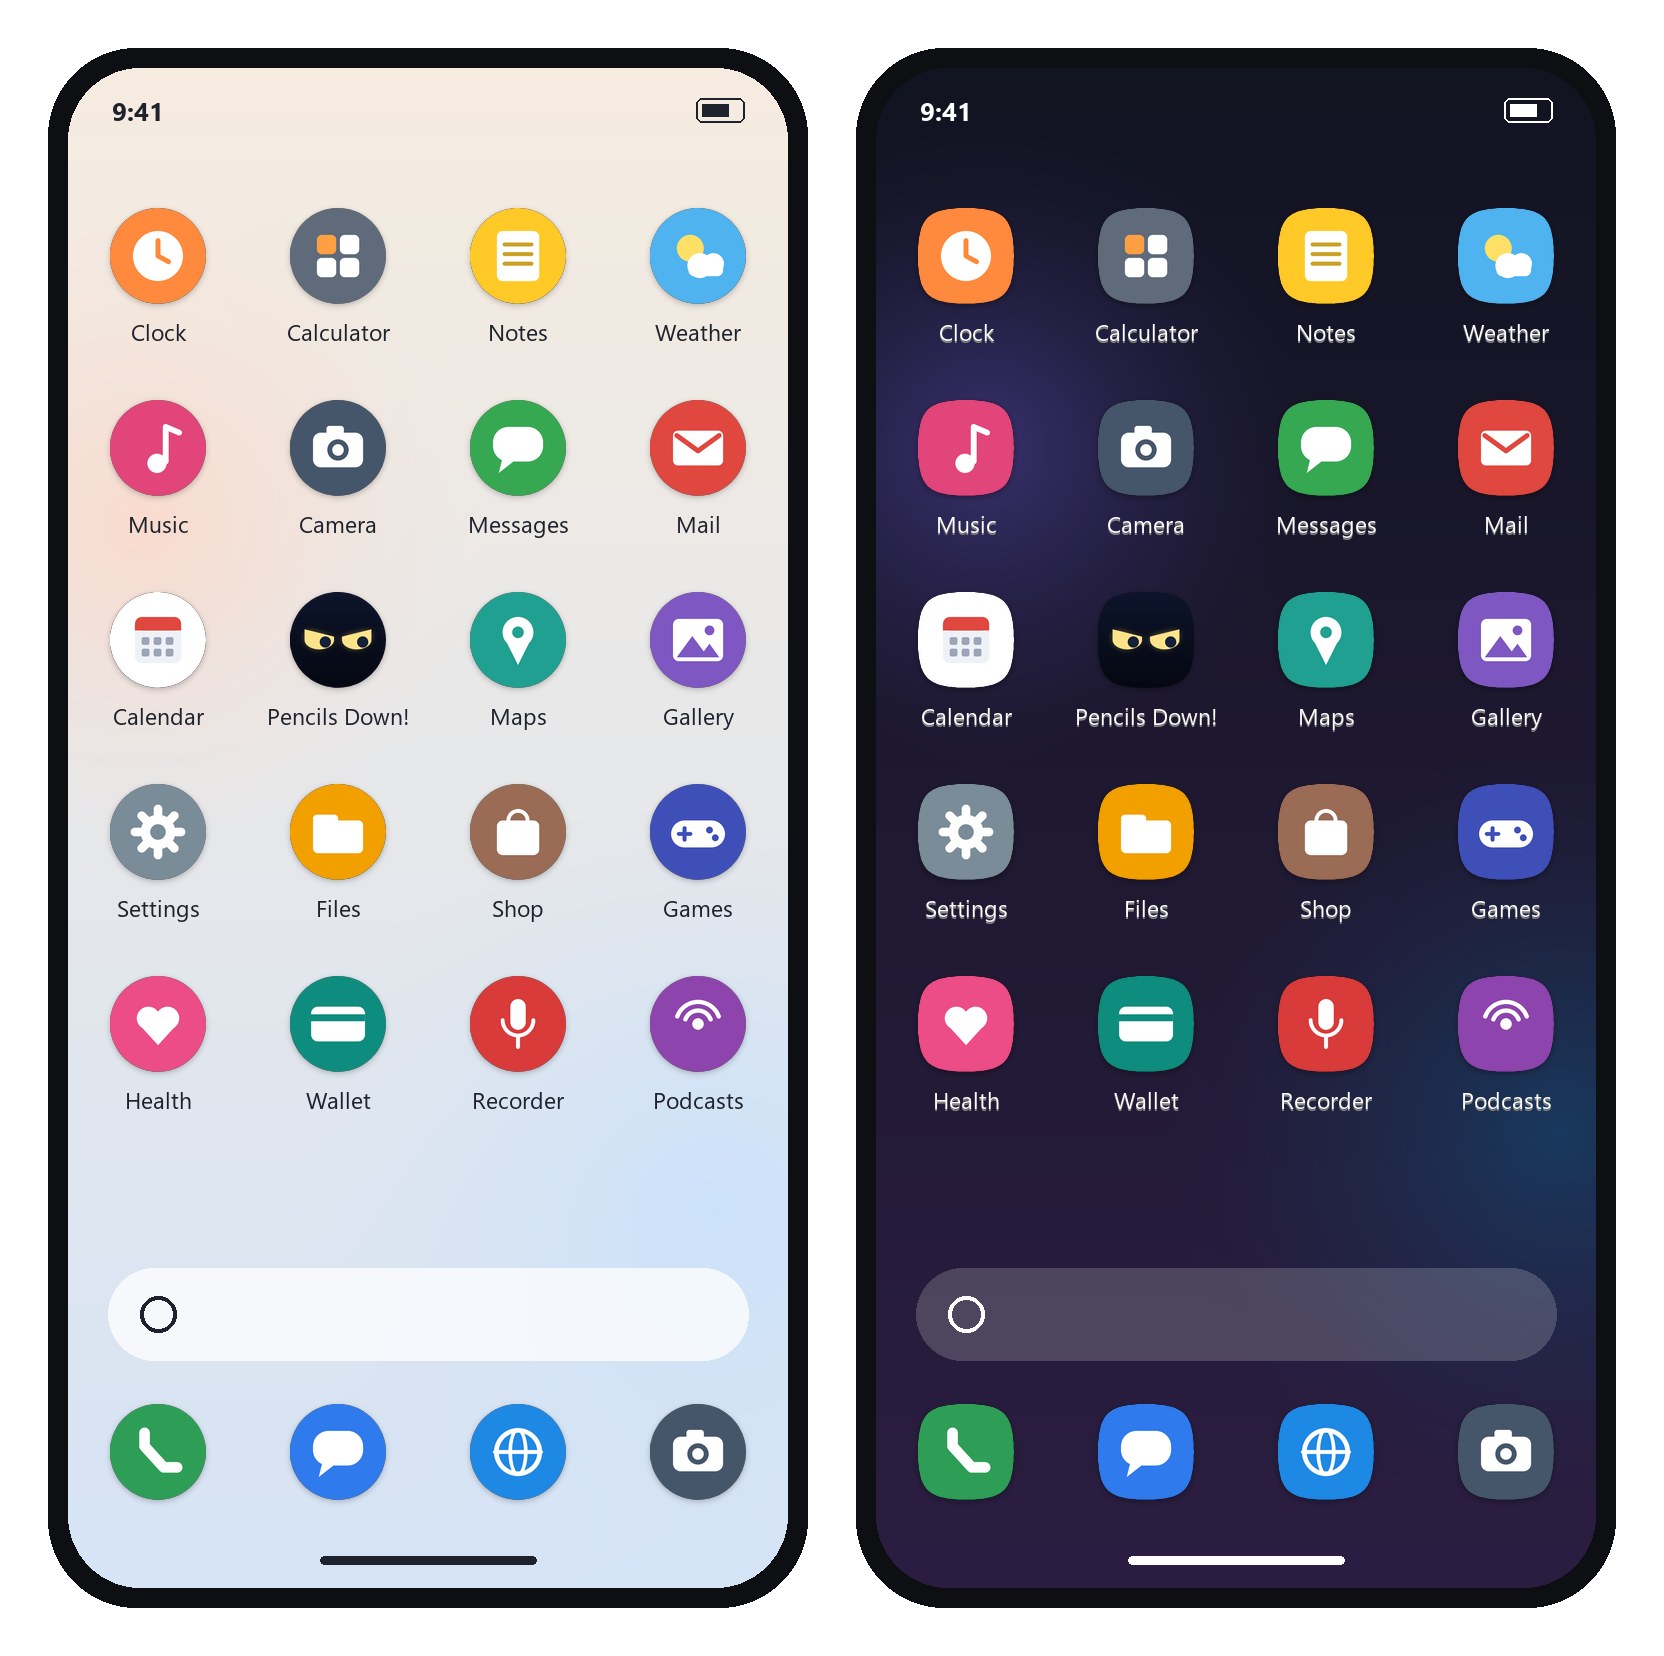 9:41
Clock Calculator Notes Weather
Music Camera Messages Mail
Calendar Pencils Down! Maps Gallery
Settings Files Shop Games
Health Wallet Recorder Podcasts
9:41
Clock Calculator Notes Weather
Music Camera Messages Mail
Calendar Pencils Down! Maps Gallery
Settings Files Shop Games
Health Wallet Recorder Podcasts